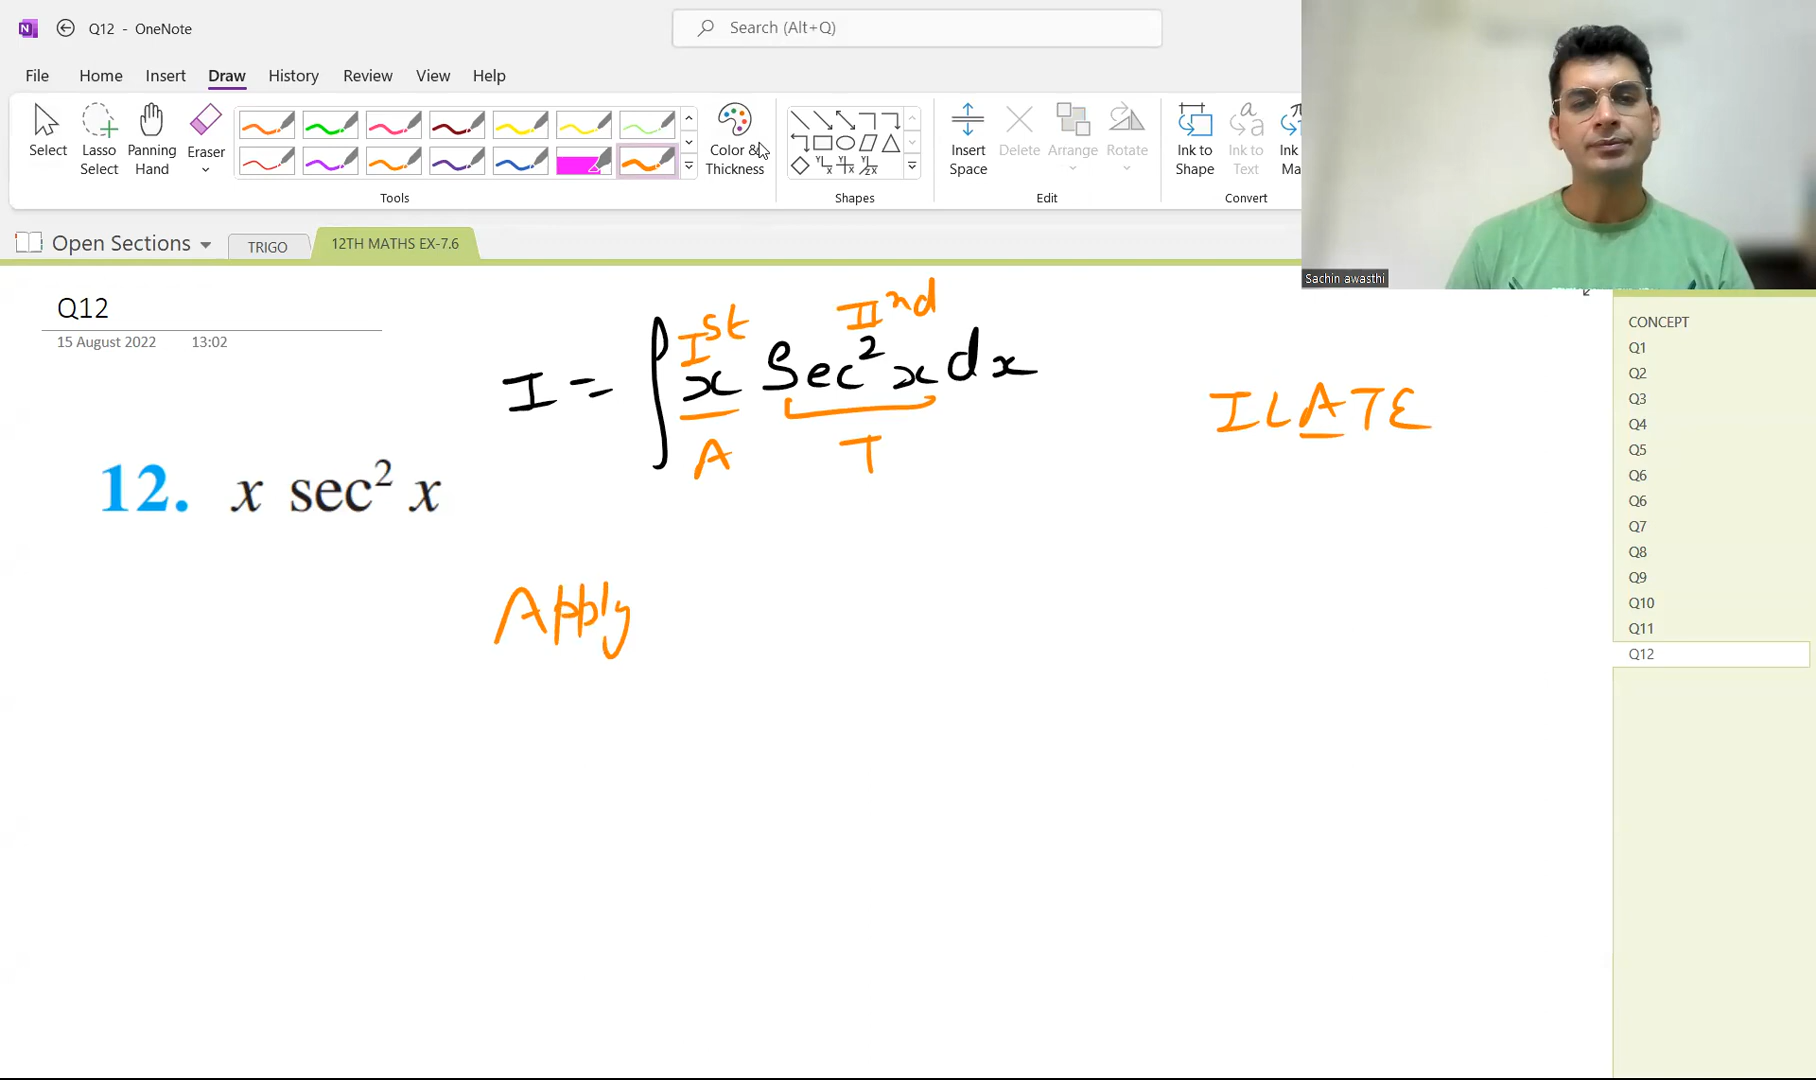 Q12 - OneNote
Search (Alt+Q)
File Home Insert Draw History Review View Help
Select
Lasso Select
Panning Hand
Eraser
Color & Thickness
Insert Space
Delete
Arrange
Rotate
Ink to Shape
Ink to Text
Ink Ma
Tools
Shapes
Edit
Convert
Sachin awasthi
Open Sections
TRIGO
12TH MATHS EX-7.6
Q12
15 August 2022 13:02
Ist IInd
I = ∫ x Sec² x dx
A T
ILATE
12. x sec² x
Apply
CONCEPT
Q1
Q2
Q3
Q4
Q5
Q6
Q6
Q7
Q8
Q9
Q10
Q11
Q12